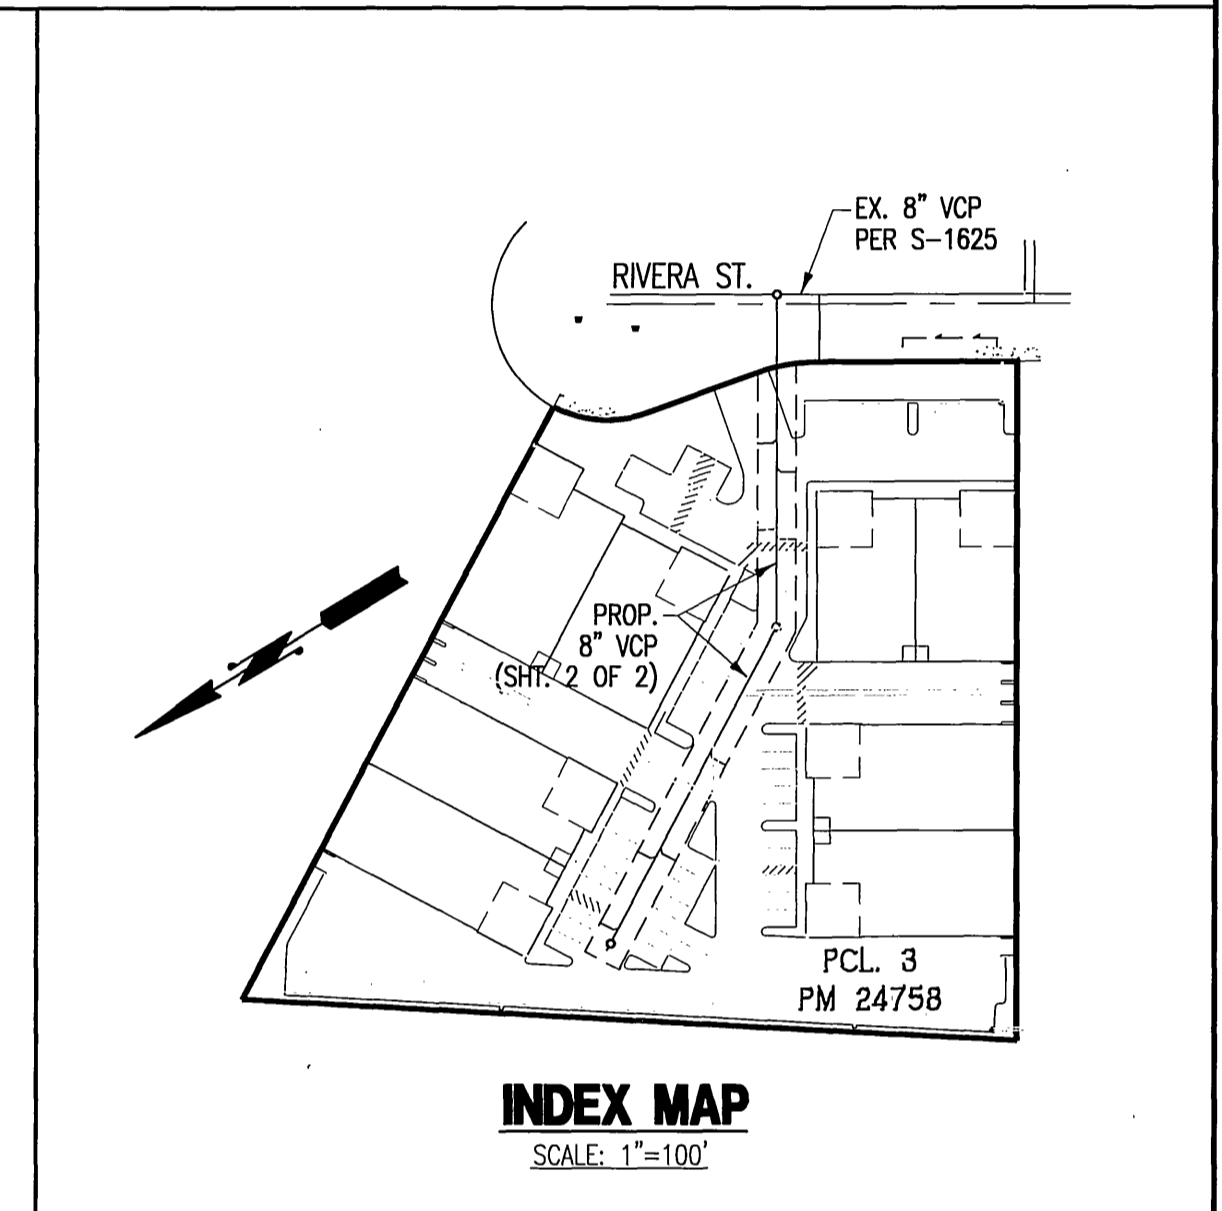 EX. 8" VCP
PER S-1625
RIVERA ST.
PROP.
8" VCP
(SHT. 2 OF 2)
PCL. 3
PM 24758
INDEX MAP
SCALE: 1"=100'